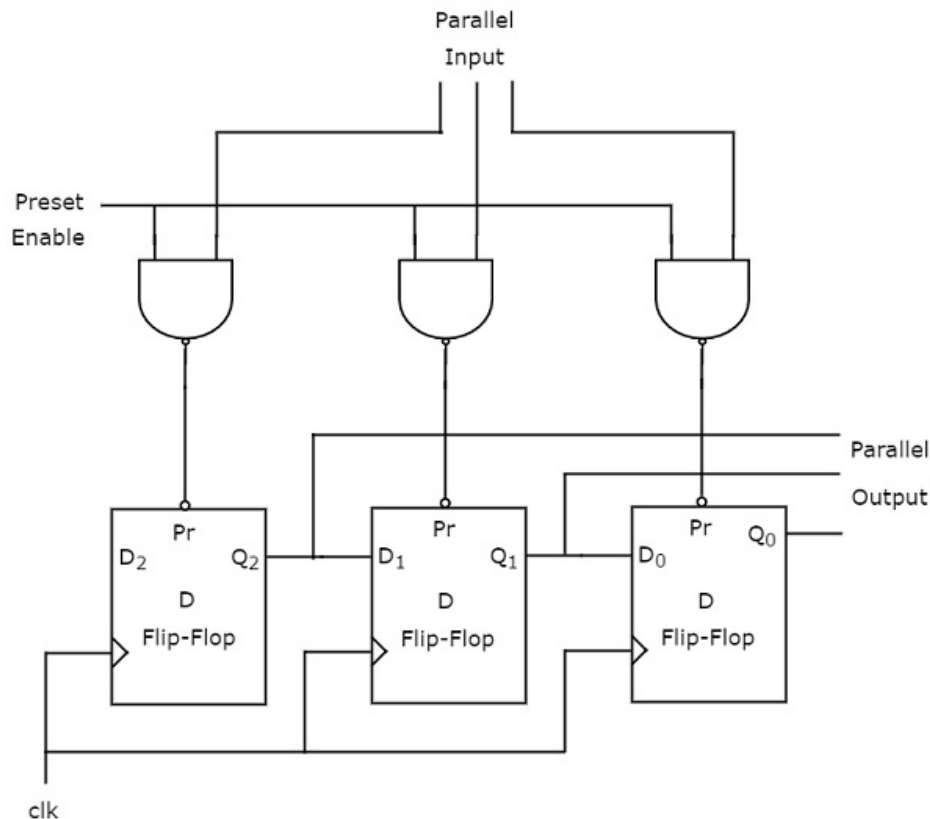 Parallel
Input
Preset
Enable
Parallel
Output
Pr
Pr
Pr
D₂
Q₂
D₁
Q₁
D₀
Q₀
D
Flip-Flop
D
Flip-Flop
D
Flip-Flop
clk